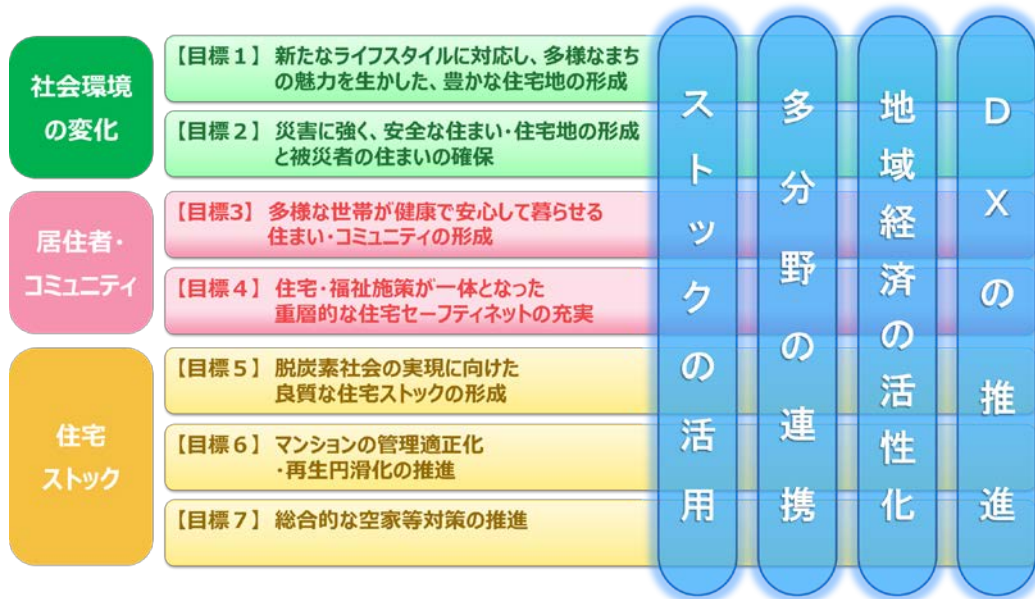 社会環境
の変化
【目標1】 新たなライフスタイルに対応し、多様なまち
の魅力を生かした、豊かな住宅地の形成
【目標2】 災害に強く、安全な住まい・住宅地の形成
と被災者の住まいの確保
居住者・
コミュニティ
【目標3】 多様な世帯が健康で安心して暮らせる
住まい・コミュニティの形成
【目標4】 住宅・福祉施策が一体となった
重層的な住宅セーフティネットの充実
住宅
ストック
【目標5】 脱炭素社会の実現に向けた
良質な住宅ストックの形成
【目標6】 マンションの管理適正化
・再生円滑化の推進
【目標7】 総合的な空家等対策の推進
ストックの活用
多分野の連携
地域経済の活性化
DXの推進